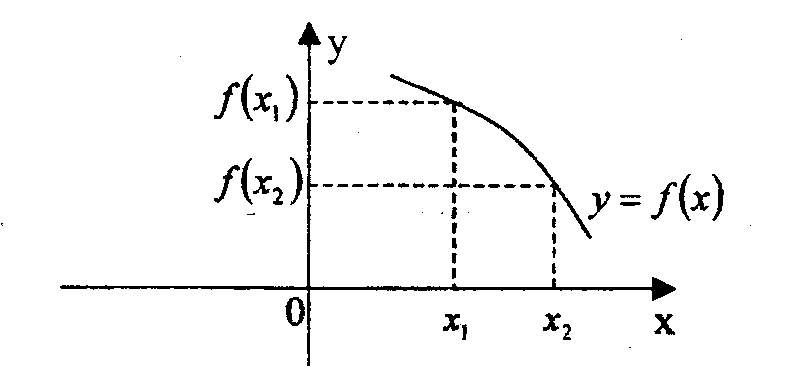 y
f(x₁)
f(x₂)
y = f(x)
0
x₁
x₂
x